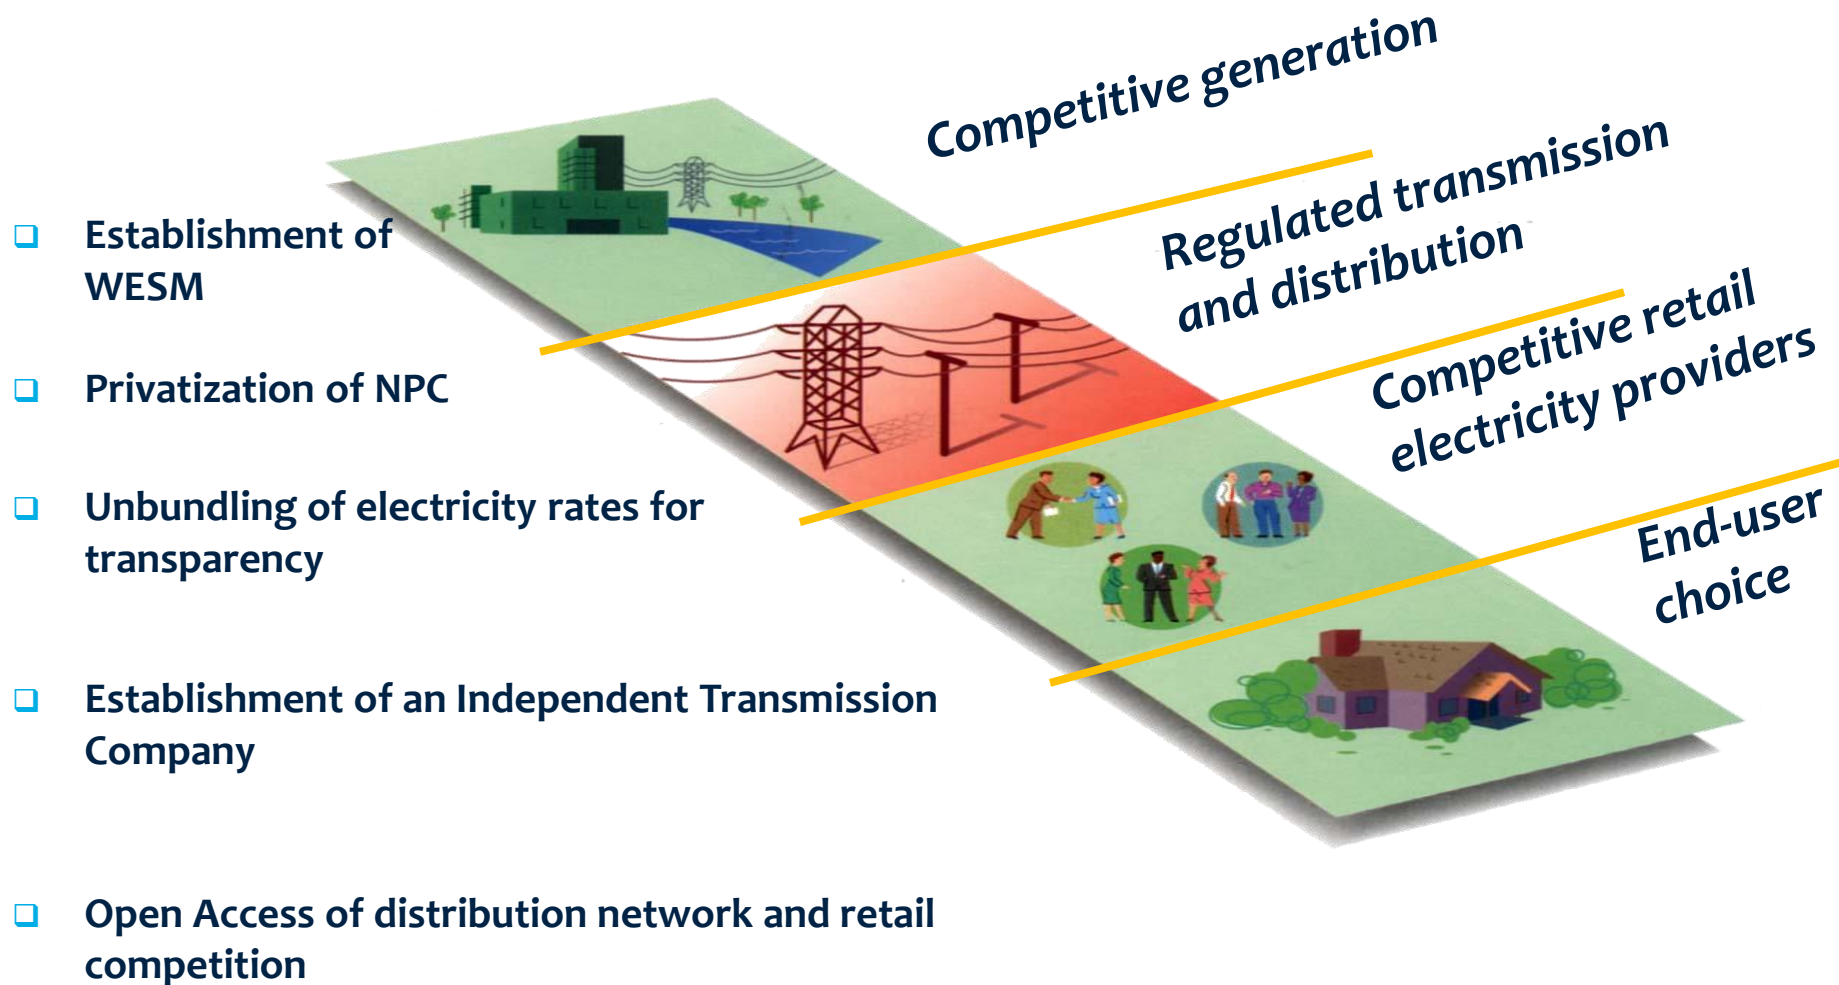 Competitive generation
Regulated transmission
and distribution
Competitive retail
electricity providers
End-user
choice
Establishment of
WESM
Privatization of NPC
Unbundling of electricity rates for
transparency
Establishment of an Independent Transmission
Company
Open Access of distribution network and retail
competition